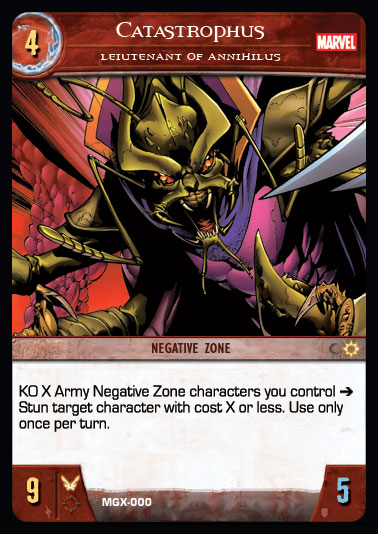 4
Catastrophus
MARVEL
Leiutenant of Annihilus
NEGATIVE ZONE
C
KO X Army Negative Zone characters you control ➔
Stun target character with cost X or less. Use only
once per turn.
9
MGX-000
5